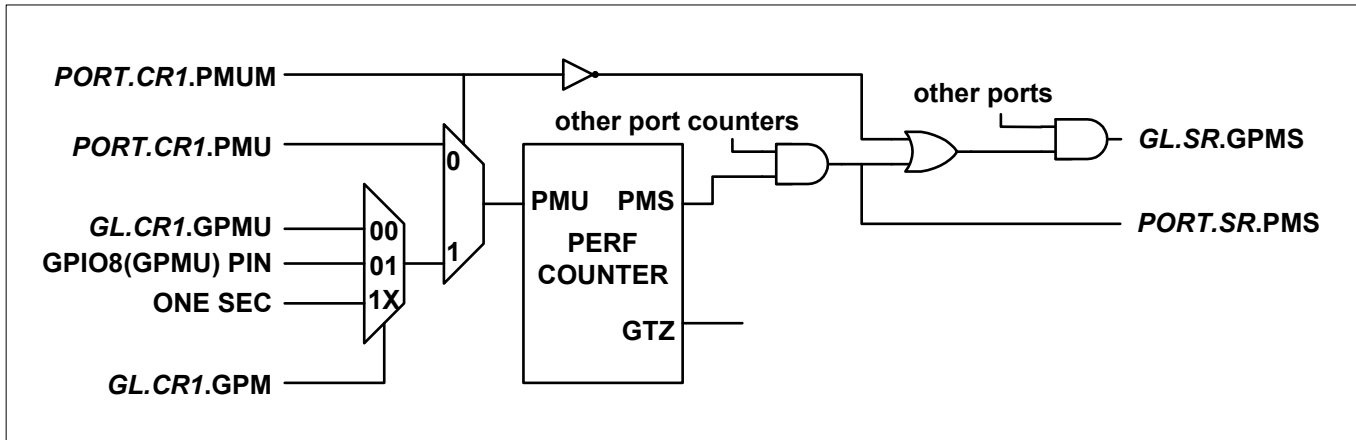 PORT.CR1.PMUM
other ports
other port counters
GL.SR.GPMS
PORT.CR1.PMU
0
PMU PMS
PORT.SR.PMS
GL.CR1.GPMU
00
1
PERF
COUNTER
GPIO8(GPMU) PIN
01
ONE SEC
1X
GTZ
GL.CR1.GPM